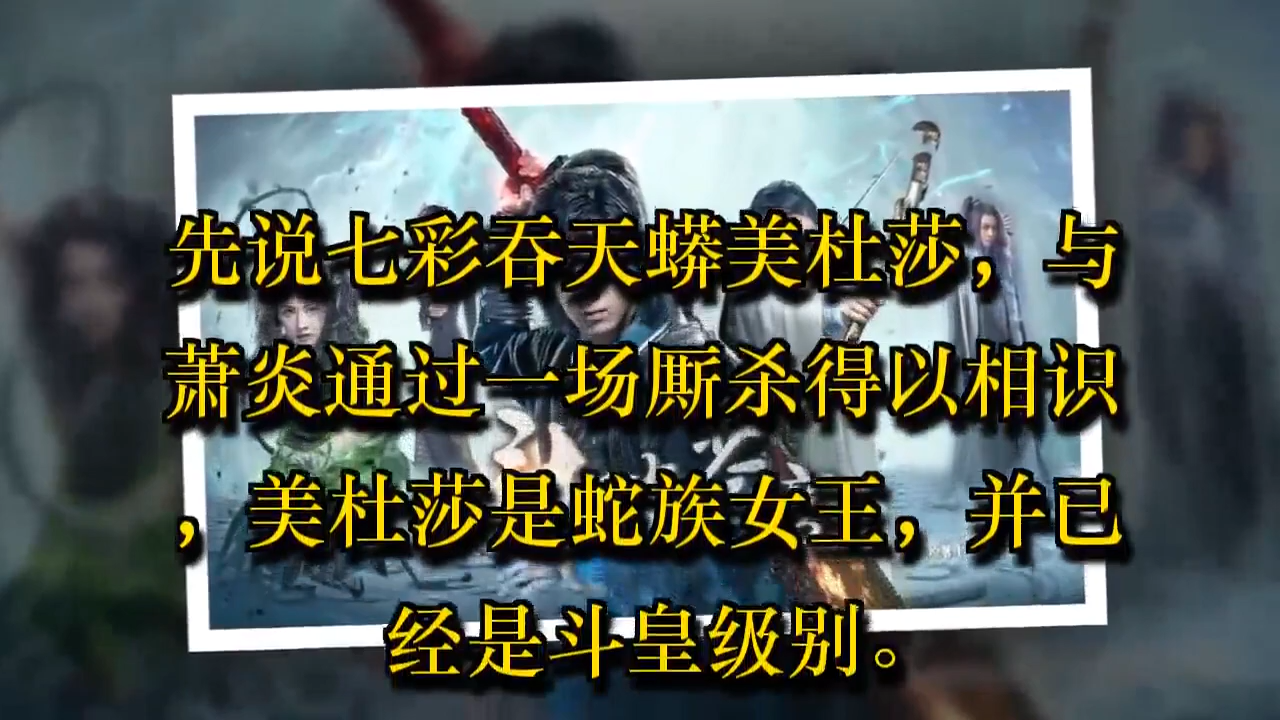 先说七彩吞天蟒美杜莎，与
萧炎通过一场厮杀得以相识
，美杜莎是蛇族女王，并已
经是斗皇级别。